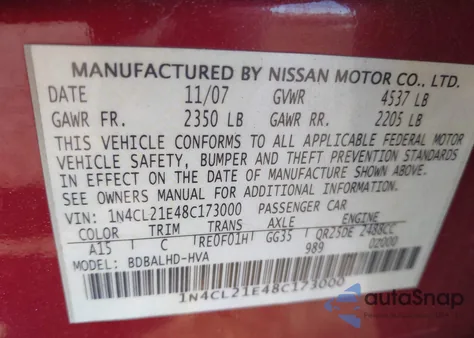 MANUFACTURED BY NISSAN MOTOR CO., LTD.
DATE 11/07 GVWR 4537 LB
GAWR FR. 2350 LB GAWR RR. 2205 LB
THIS VEHICLE CONFORMS TO ALL APPLICABLE FEDERAL MOTOR
VEHICLE SAFETY, BUMPER AND THEFT PREVENTION STANDARDS
IN EFFECT ON THE DATE OF MANUFACTURE SHOWN ABOVE.
SEE OWNERS MANUAL FOR ADDITIONAL INFORMATION.
VIN: 1N4CL21E48C173000 PASSENGER CAR
COLOR TRIM TRANS AXLE ENGINE
A15 C RE0F01H GG35 QR25DE 2488CC
MODEL: BDBALHD-HVA 989 02000
1N4CL21E48C173000
autoSnap